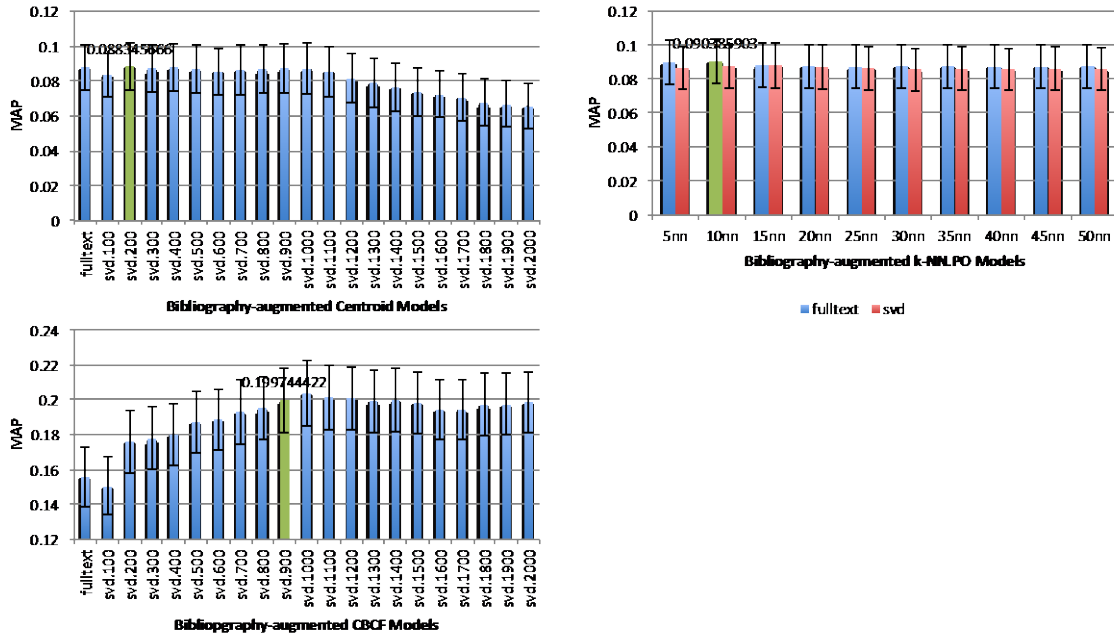 0.12
0.1
0.08
0.06
0.04
0.02
0
MAP
0.088345666
fulltext
svd.100
svd.200
svd.300
svd.400
svd.500
svd.600
svd.700
svd.800
svd.900
svd.1000
svd.1100
svd.1200
svd.1300
svd.1400
svd.1500
svd.1600
svd.1700
svd.1800
svd.1900
svd.2000
Bibliography-augmented Centroid Models
0.12
0.1
0.08
0.06
0.04
0.02
0
MAP
0.090385903
5nn
10nn
15nn
20nn
25nn
30nn
35nn
40nn
45nn
50nn
Bibliography-augmented k-NN.LPO Models
fulltext
svd
0.24
0.22
0.2
0.18
0.16
0.14
0.12
MAP
0.199744422
fulltext
svd.100
svd.200
svd.300
svd.400
svd.500
svd.600
svd.700
svd.800
svd.900
svd.1000
svd.1100
svd.1200
svd.1300
svd.1400
svd.1500
svd.1600
svd.1700
svd.1800
svd.1900
svd.2000
Bibliopgraphy-augmented CBCF Models